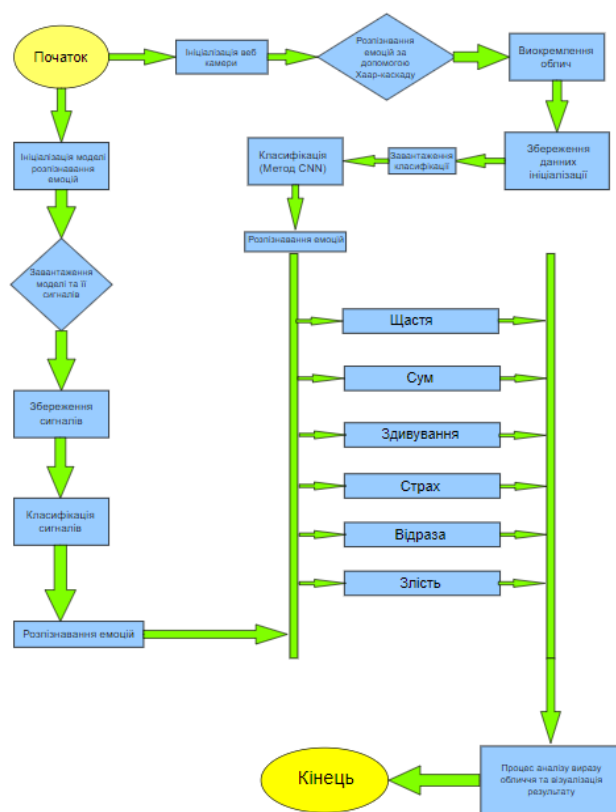 Початок
Ініціалізація веб
камери
Розпізнвання
емоцій за
допомогою
Хаар-каскаду
Виокремлення
облич
Збереження
данних
ініціалізації
Завантаження
класифікації
Класифікація
(Метод CNN)
Розпізнавання емоцій
Ініціалізація моделі
розпізнавання
емоцій
Завантаження
моделі та її
сигналів
Збереження
сигналів
Класифікація
сигналів
Розпізнавання емоцій
Щастя
Сум
Здивування
Страх
Відраза
Злість
Процес аналізу виразу
обличчя та візуалізація
результату
Кінець